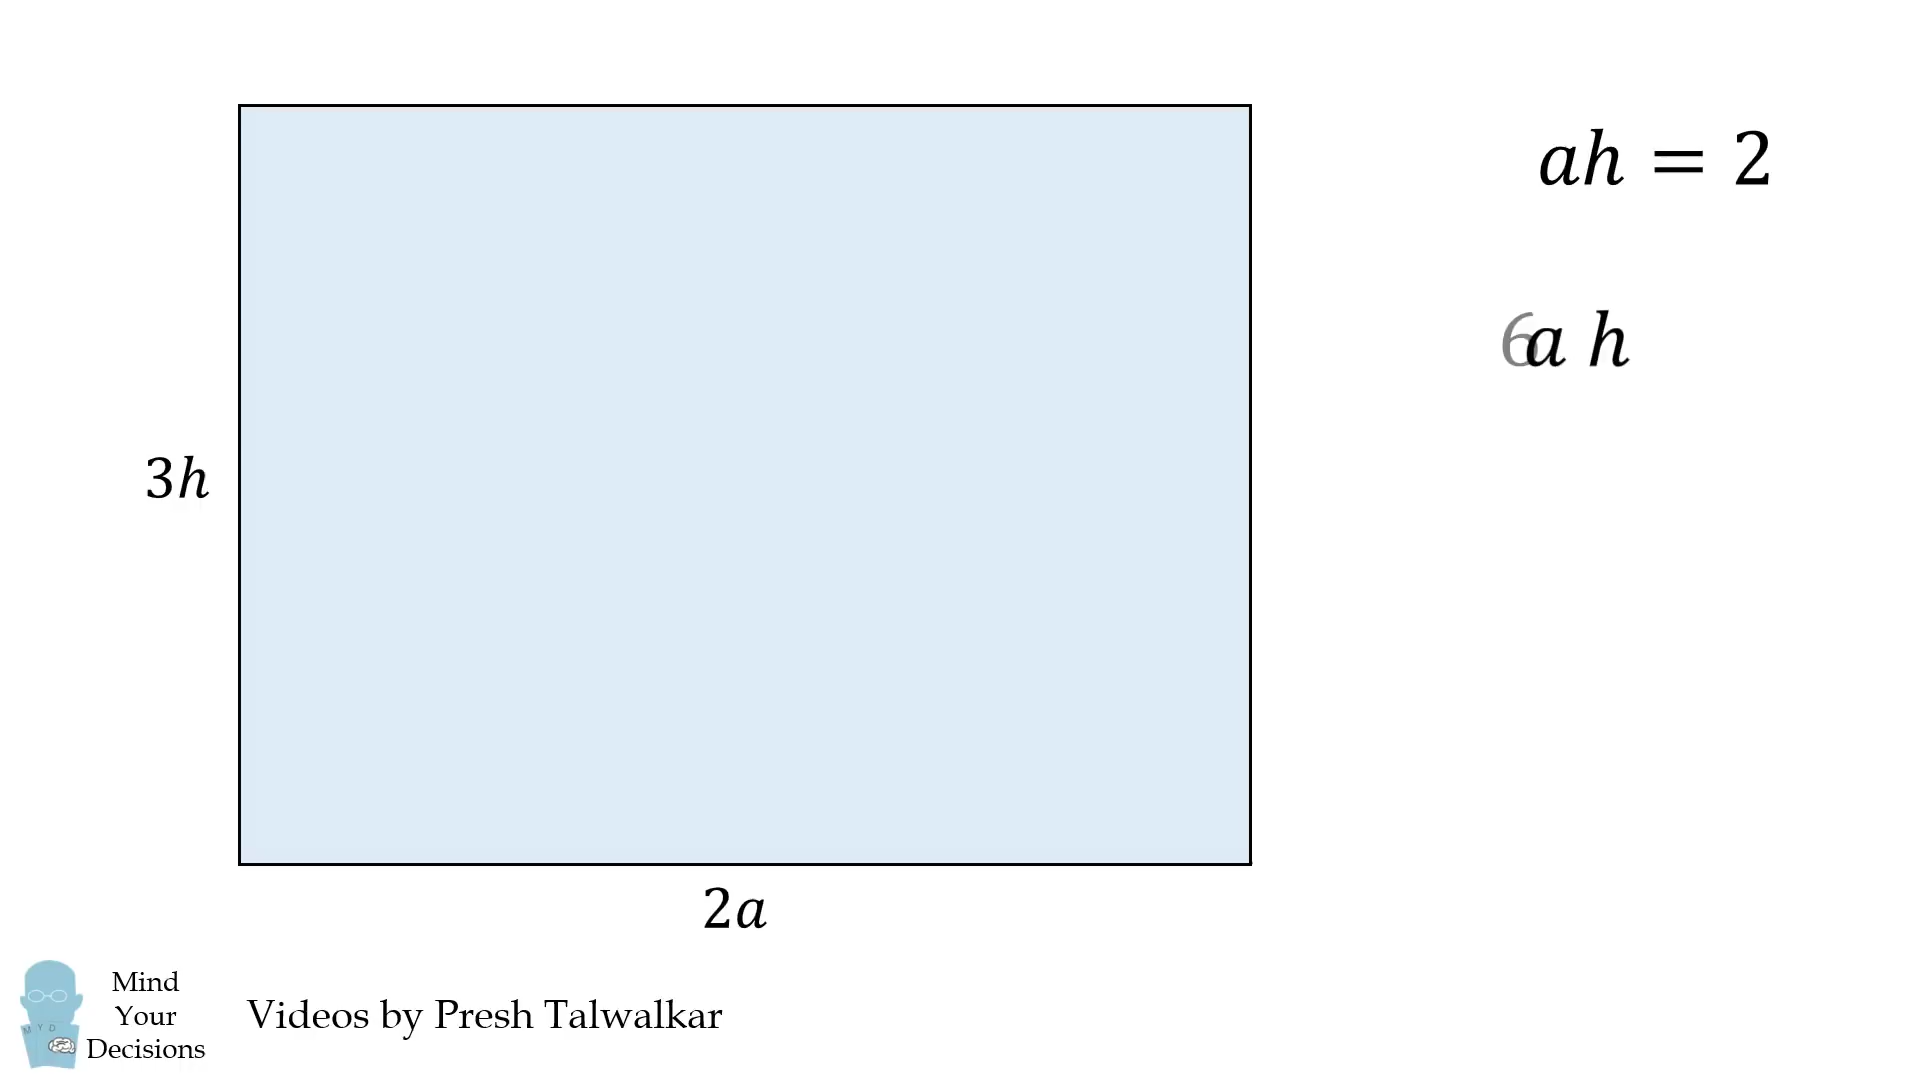 ah = 2
6a h
3h
2a
Mind
Your
Decisions
M Y D
Videos by Presh Talwalkar